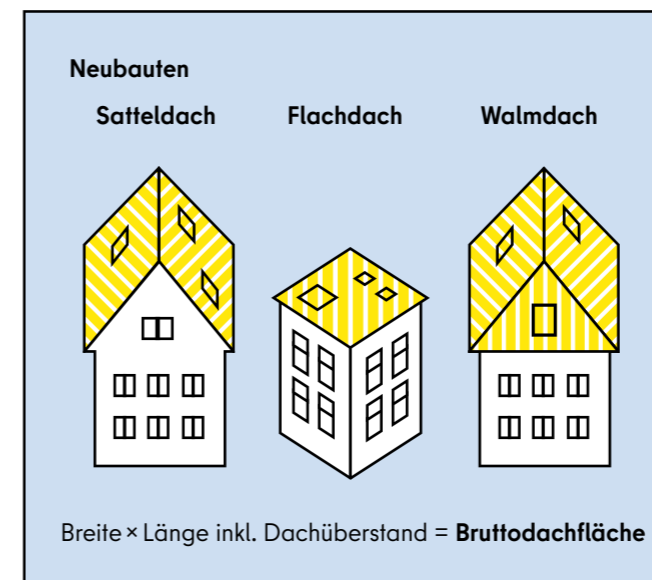 Neubauten
Satteldach Flachdach Walmdach
Breite × Länge inkl. Dachüberstand = Bruttodachfläche